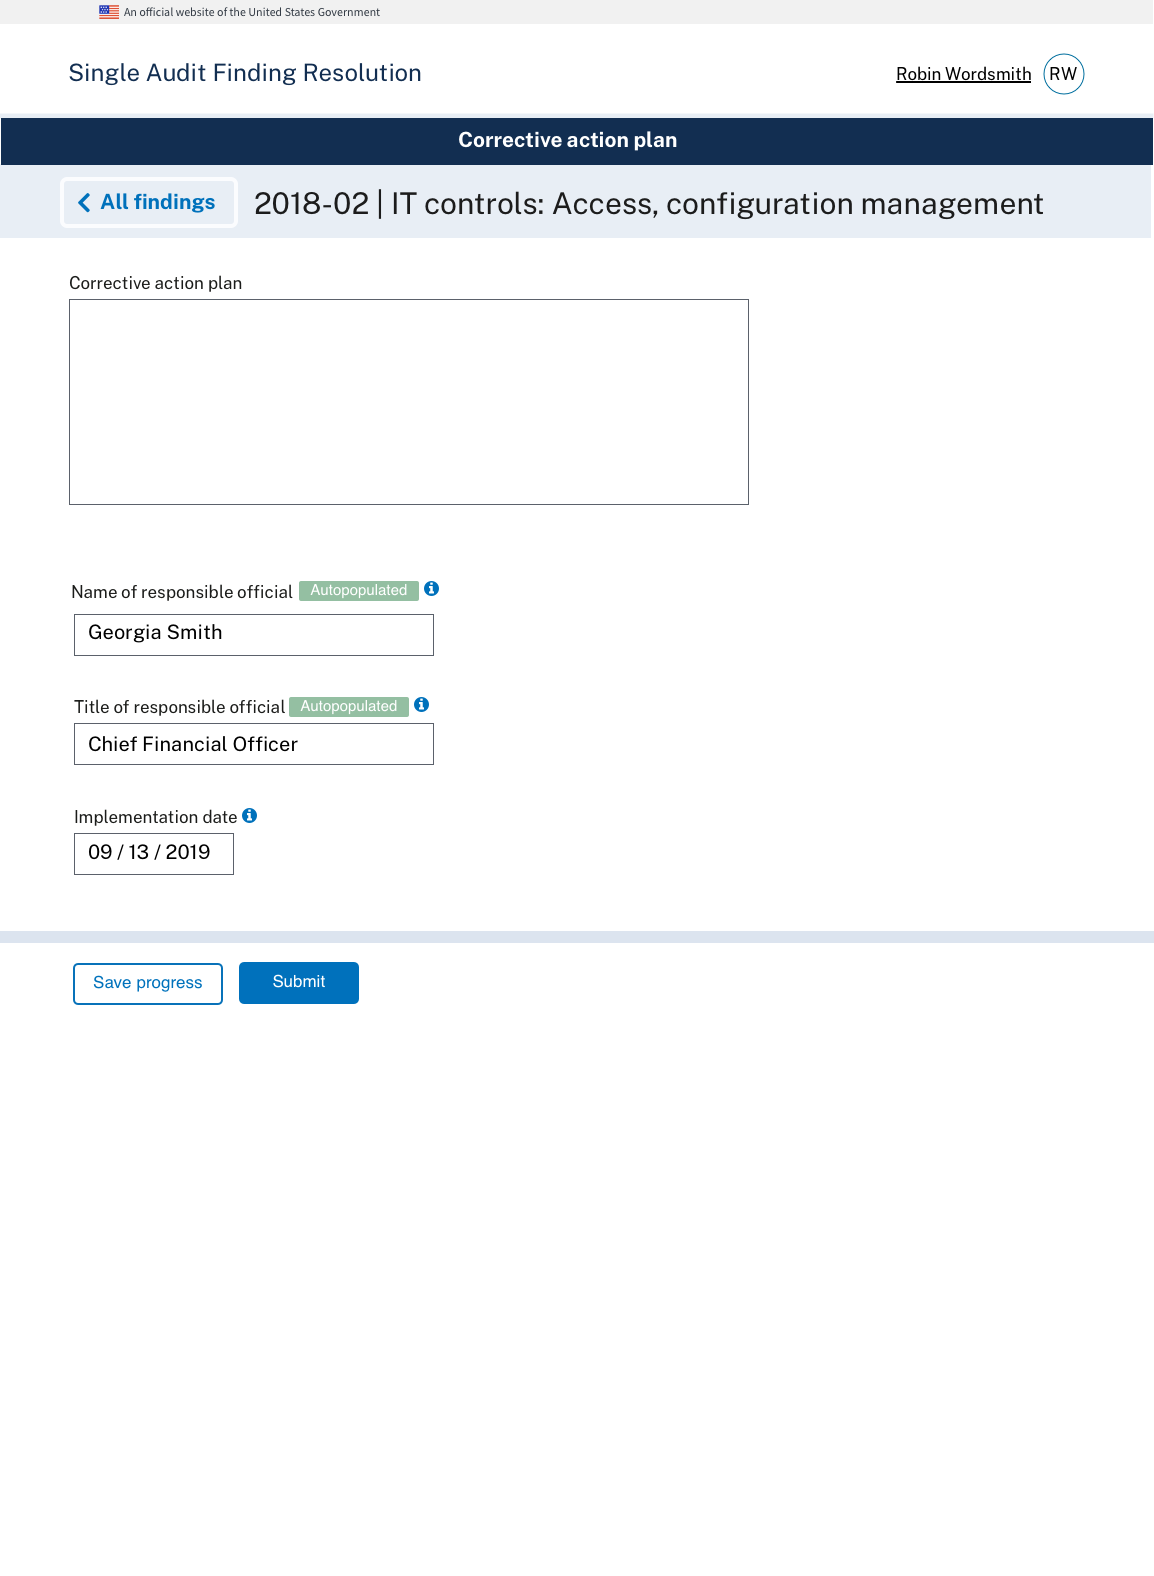 An official website of the United States Government
Single Audit Finding Resolution
Robin Wordsmith RW
Corrective action plan
All findings 2018-02 | IT controls: Access, configuration management
Corrective action plan
Name of responsible official Autopopulated
Georgia Smith
Title of responsible official Autopopulated
Chief Financial Officer
Implementation date
09 / 13 / 2019
Save progress Submit